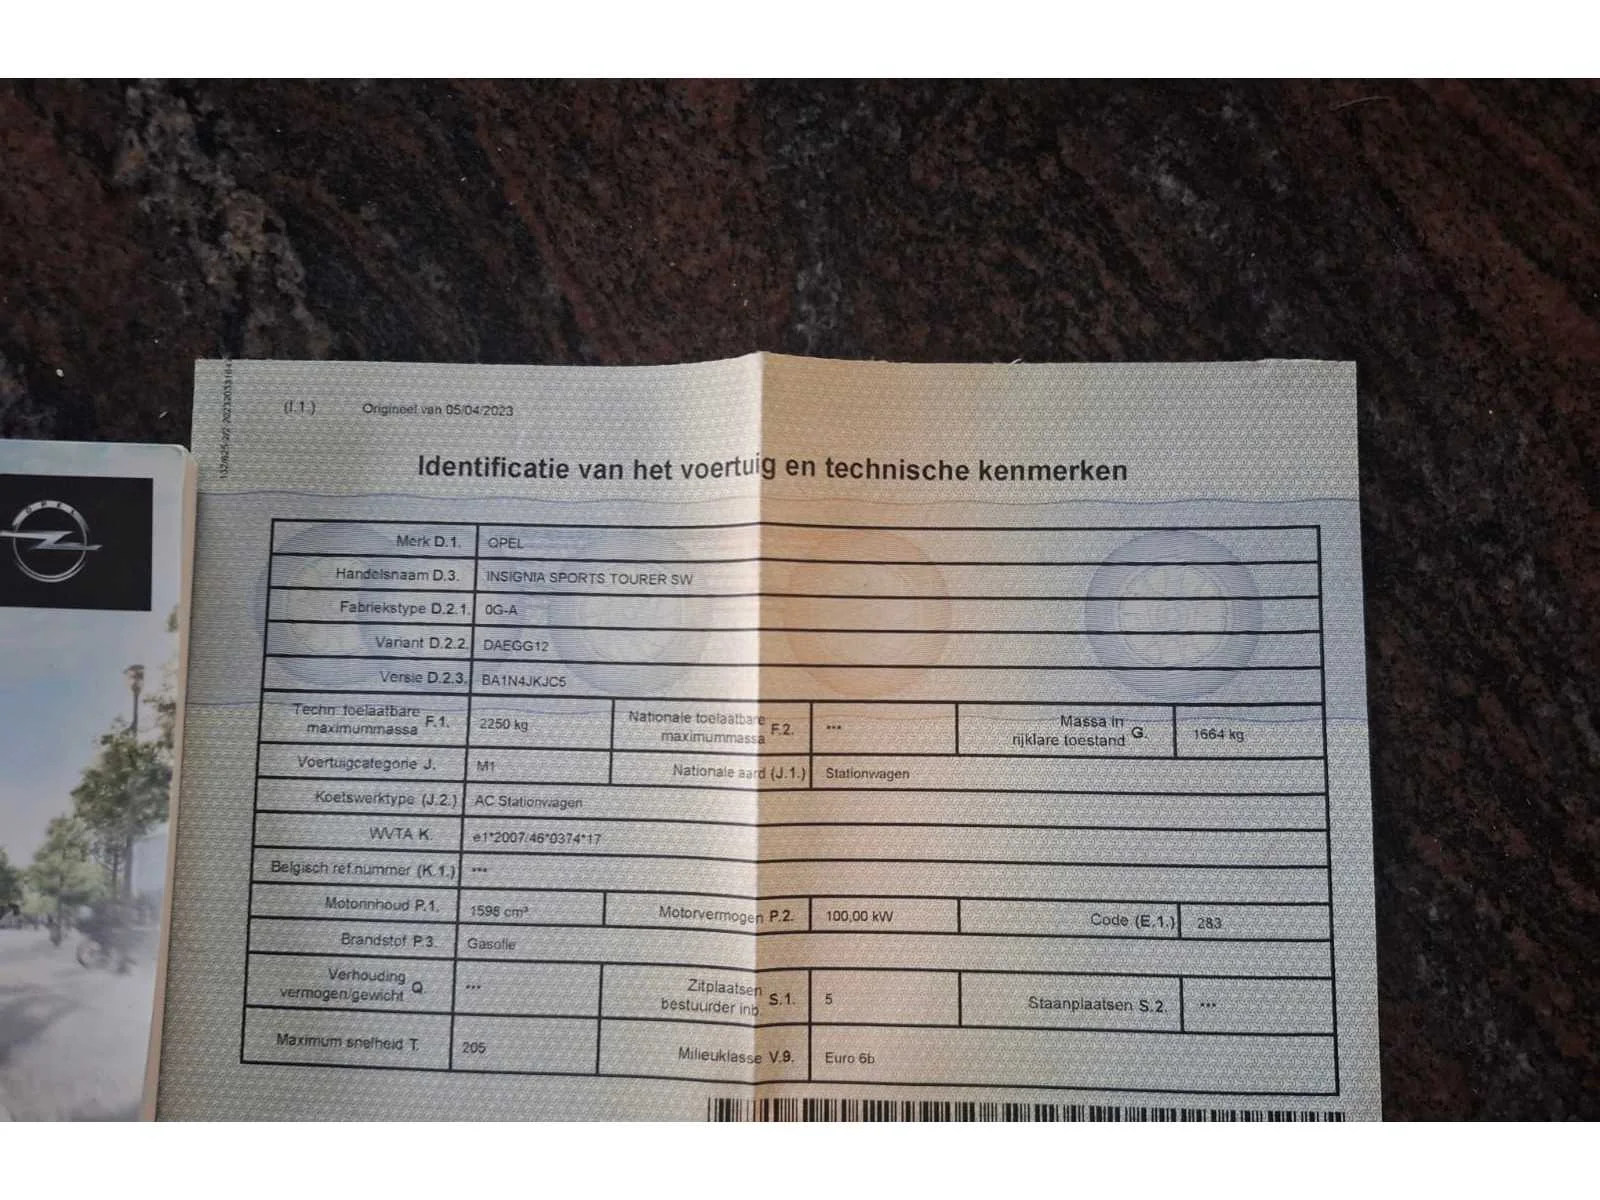 (I.1.) Origineel van 05/04/2023
Identificatie van het voertuig en technische kenmerken
OPEL
Merk D.1. OPEL
Handelsnaam D.3. INSIGNIA SPORTS TOURER SW
Fabriekstype D.2.1. 0G-A
Variant D.2.2. DAEGG12
Versie D.2.3. BA1N4JKJC5
Techn. toelaatbare maximummassa F.1. 2250 kg Nationale toelaatbare maximummassa F.2. *** Massa in rijklare toestand G. 1664 kg
Voertuigcategorie J. M1 Nationale aard (J.1.) Stationwagen
Koetswerktype (J.2.) AC Stationwagen
WVTA K. e1*2007/46*0374*17
Belgisch ref.nummer (K.1.) ***
Motorinhoud P.1. 1598 cm³ Motorvermogen P.2. 100,00 kW Code (E.1.) 283
Brandstof P.3. Gasolie
Verhouding vermogen/gewicht Q. *** Zitplaatsen bestuurder inb. S.1. 5 Staanplaatsen S.2. ***
Maximum snelheid T. 205 Milieuklasse V.9. Euro 6b